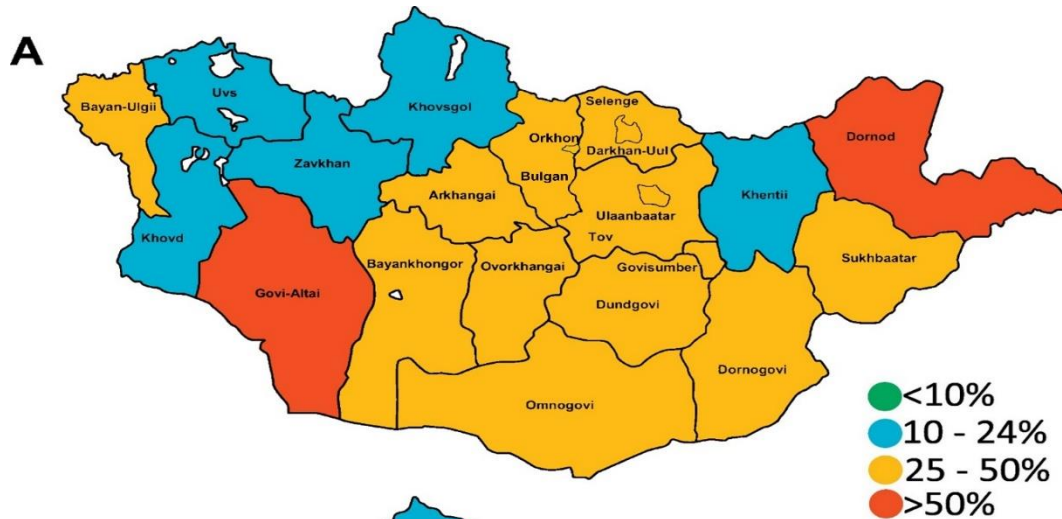 A
Bayan-Ulgii
Uvs
Khovsgol
Selenge
Orkhon
Darkhan-Uul
Dornod
Zavkhan
Arkhangai
Bulgan
Khentii
Ulaanbaatar
Tov
Khovd
Govi-Altai
Bayankhongor
Ovorkhangai
Govisumber
Sukhbaatar
Dundgovi
Dornogovi
Omnogovi
<10%
10 - 24%
25 - 50%
>50%